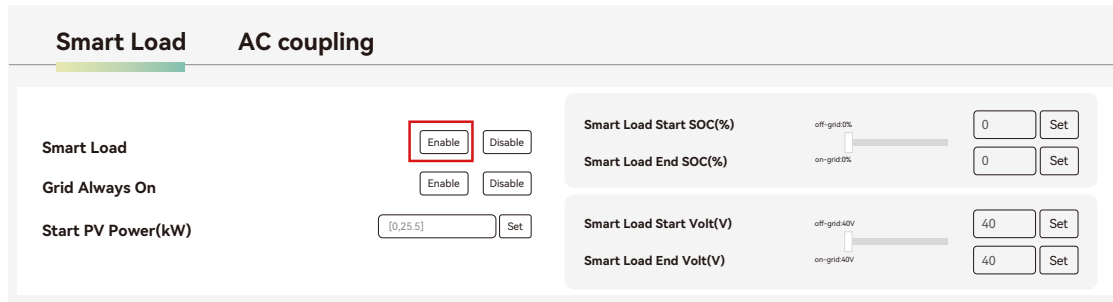 Smart Load AC coupling
Smart Load Enable Disable
Grid Always On Enable Disable
Start PV Power(kW) [0,25.5] Set
Smart Load Start SOC(%) off-grid:0% 0 Set
Smart Load End SOC(%) on-grid:0% 0 Set
Smart Load Start Volt(V) off-grid:40V 40 Set
Smart Load End Volt(V) on-grid:40V 40 Set